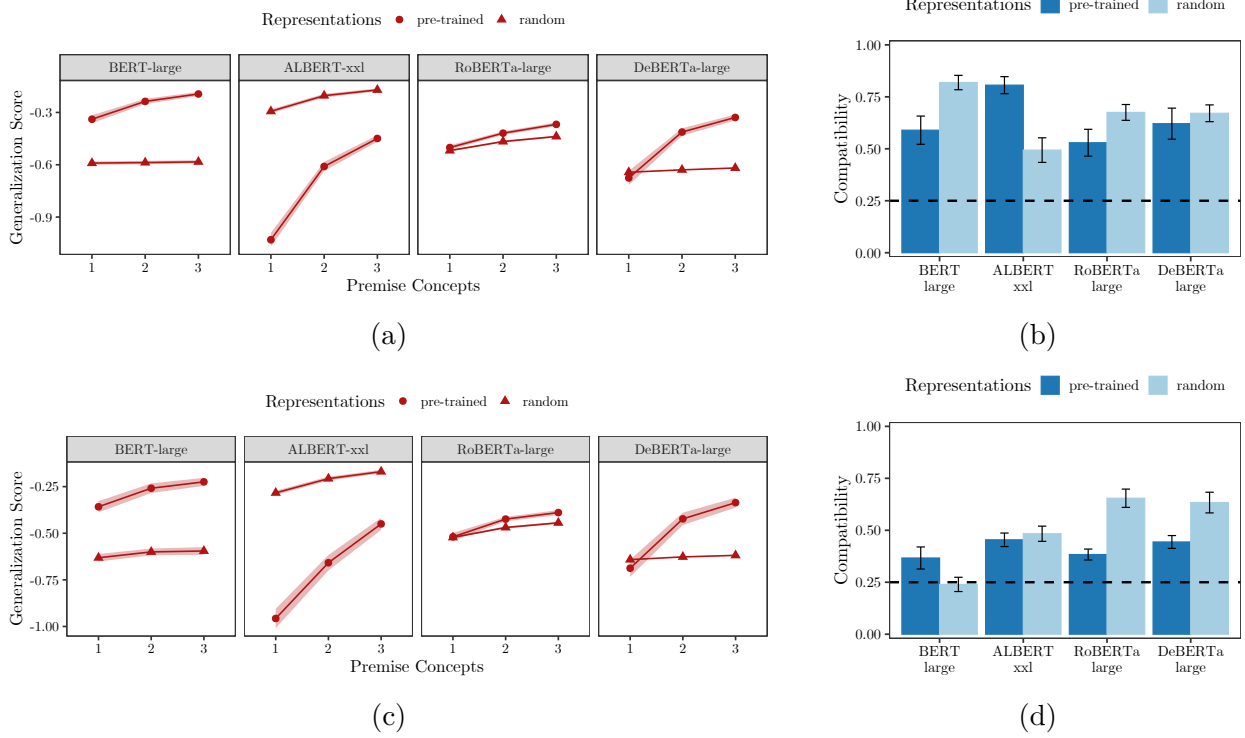 Representations pre-trained random
BERT-large ALBERT-xxl RoBERTa-large DeBERTa-large
Generalization Score
-0.3
-0.6
-0.9
1 2 3 1 2 3 1 2 3 1 2 3
Premise Concepts
(a)
Representations pre-trained random
Compatibility
1.00
0.75
0.50
0.25
0.00
BERT ALBERT RoBERTa DeBERTa
large xxl large large
(b)
Representations pre-trained random
BERT-large ALBERT-xxl RoBERTa-large DeBERTa-large
Generalization Score
-0.25
-0.50
-0.75
-1.00
1 2 3 1 2 3 1 2 3 1 2 3
Premise Concepts
(c)
Representations pre-trained random
Compatibility
1.00
0.75
0.50
0.25
0.00
BERT ALBERT RoBERTa DeBERTa
large xxl large large
(d)